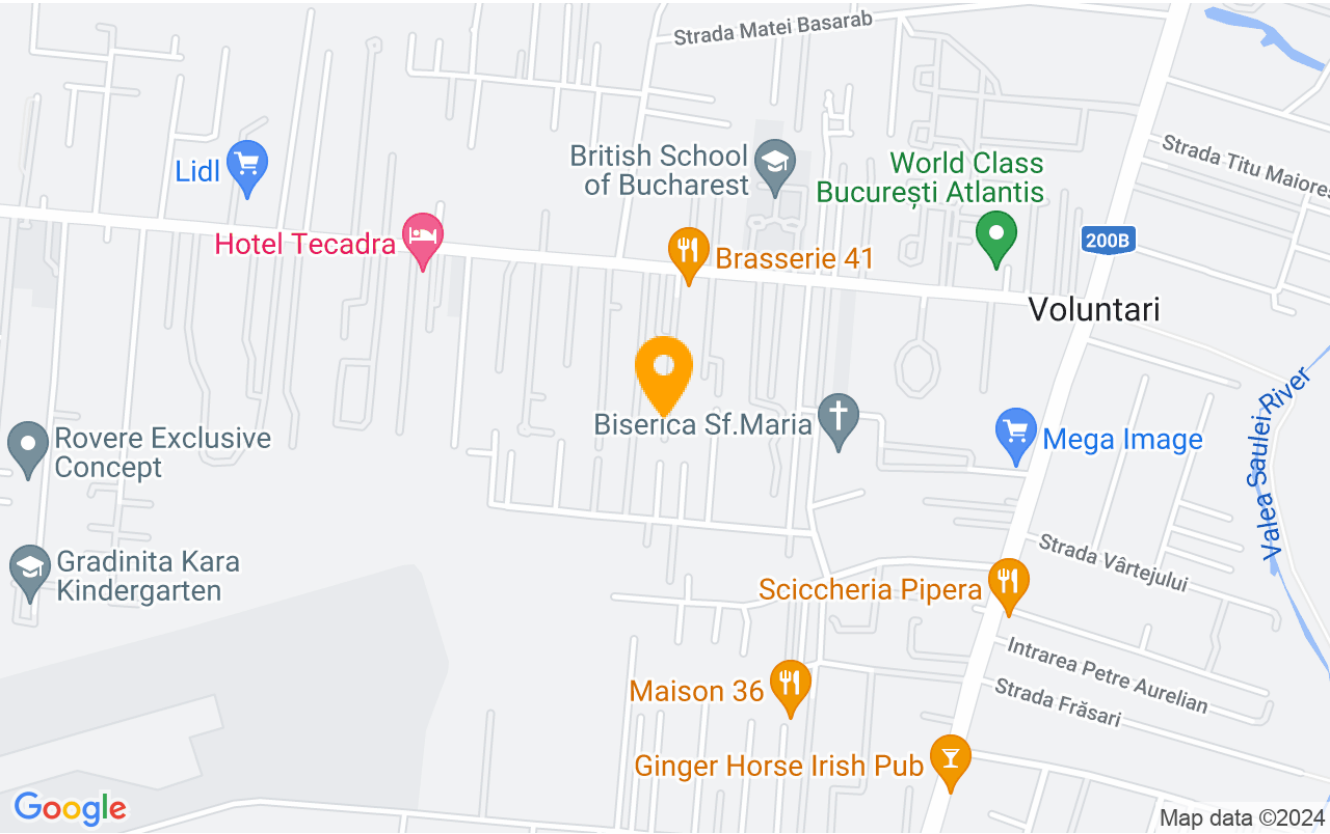 Strada Matei Basarab
British School
of Bucharest
World Class
București Atlantis
Strada Titu Maiores
Lidl
Hotel Tecadra
Brasserie 41
200B
Voluntari
Biserica Sf.Maria
Mega Image
Valea Saulei River
Rovere Exclusive
Concept
Gradinita Kara
Kindergarten
Strada Vârtejului
Sciccheria Pipera
Intrarea Petre Aurelian
Strada Frăsari
Maison 36
Ginger Horse Irish Pub
Google
Map data ©2024